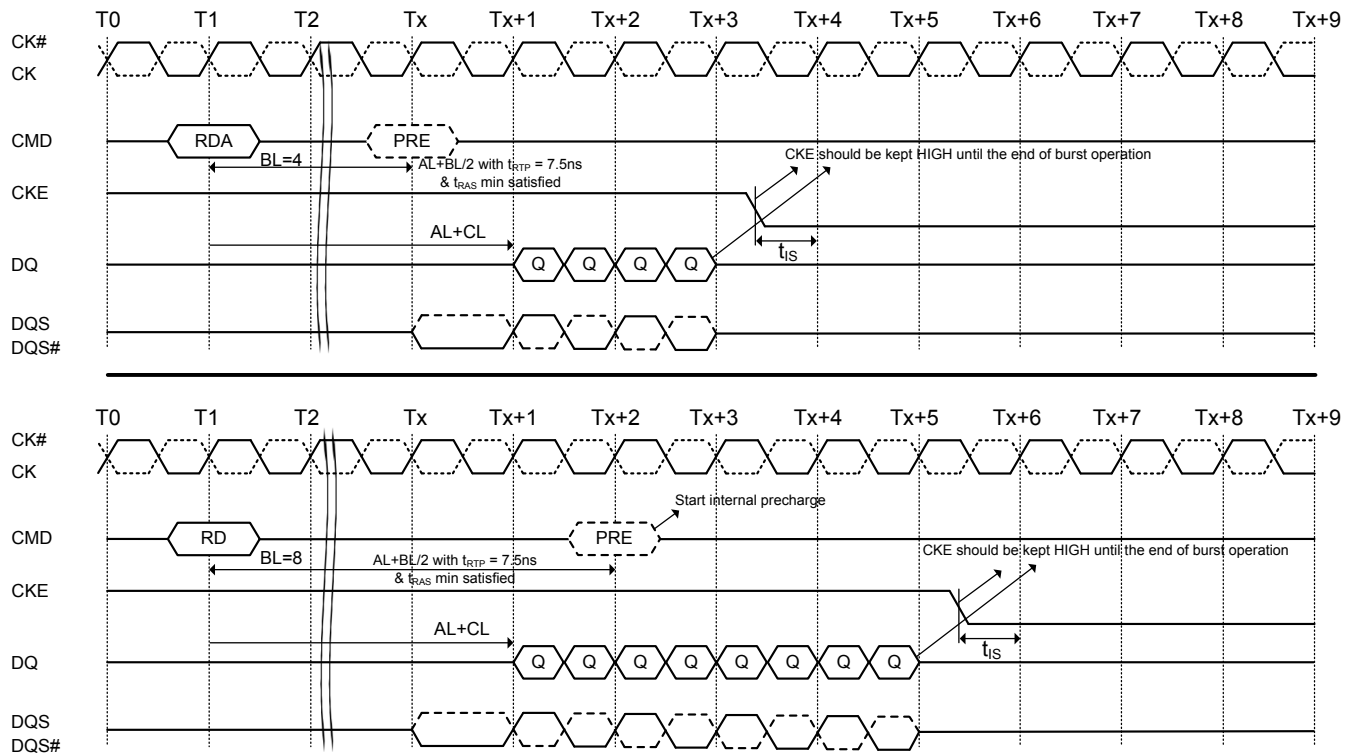 T0 T1 T2 Tx Tx+1 Tx+2 Tx+3 Tx+4 Tx+5 Tx+6 Tx+7 Tx+8 Tx+9
CK#
CK
CMD RDA PRE
BL=4 AL+BL/2 with tRTP = 7.5ns
& tRAS min satisfied
CKE should be kept HIGH until the end of burst operation
CKE
AL+CL
tIS
DQ Q Q Q Q
DQS
DQS#
T0 T1 T2 Tx Tx+1 Tx+2 Tx+3 Tx+4 Tx+5 Tx+6 Tx+7 Tx+8 Tx+9
CK#
CK
Start internal precharge
CMD RD PRE
CKE should be kept HIGH until the end of burst operation
BL=8 AL+BL/2 with tRTP = 7.5ns
& tRAS min satisfied
CKE
AL+CL
tIS
DQ Q Q Q Q Q Q Q Q
DQS
DQS#